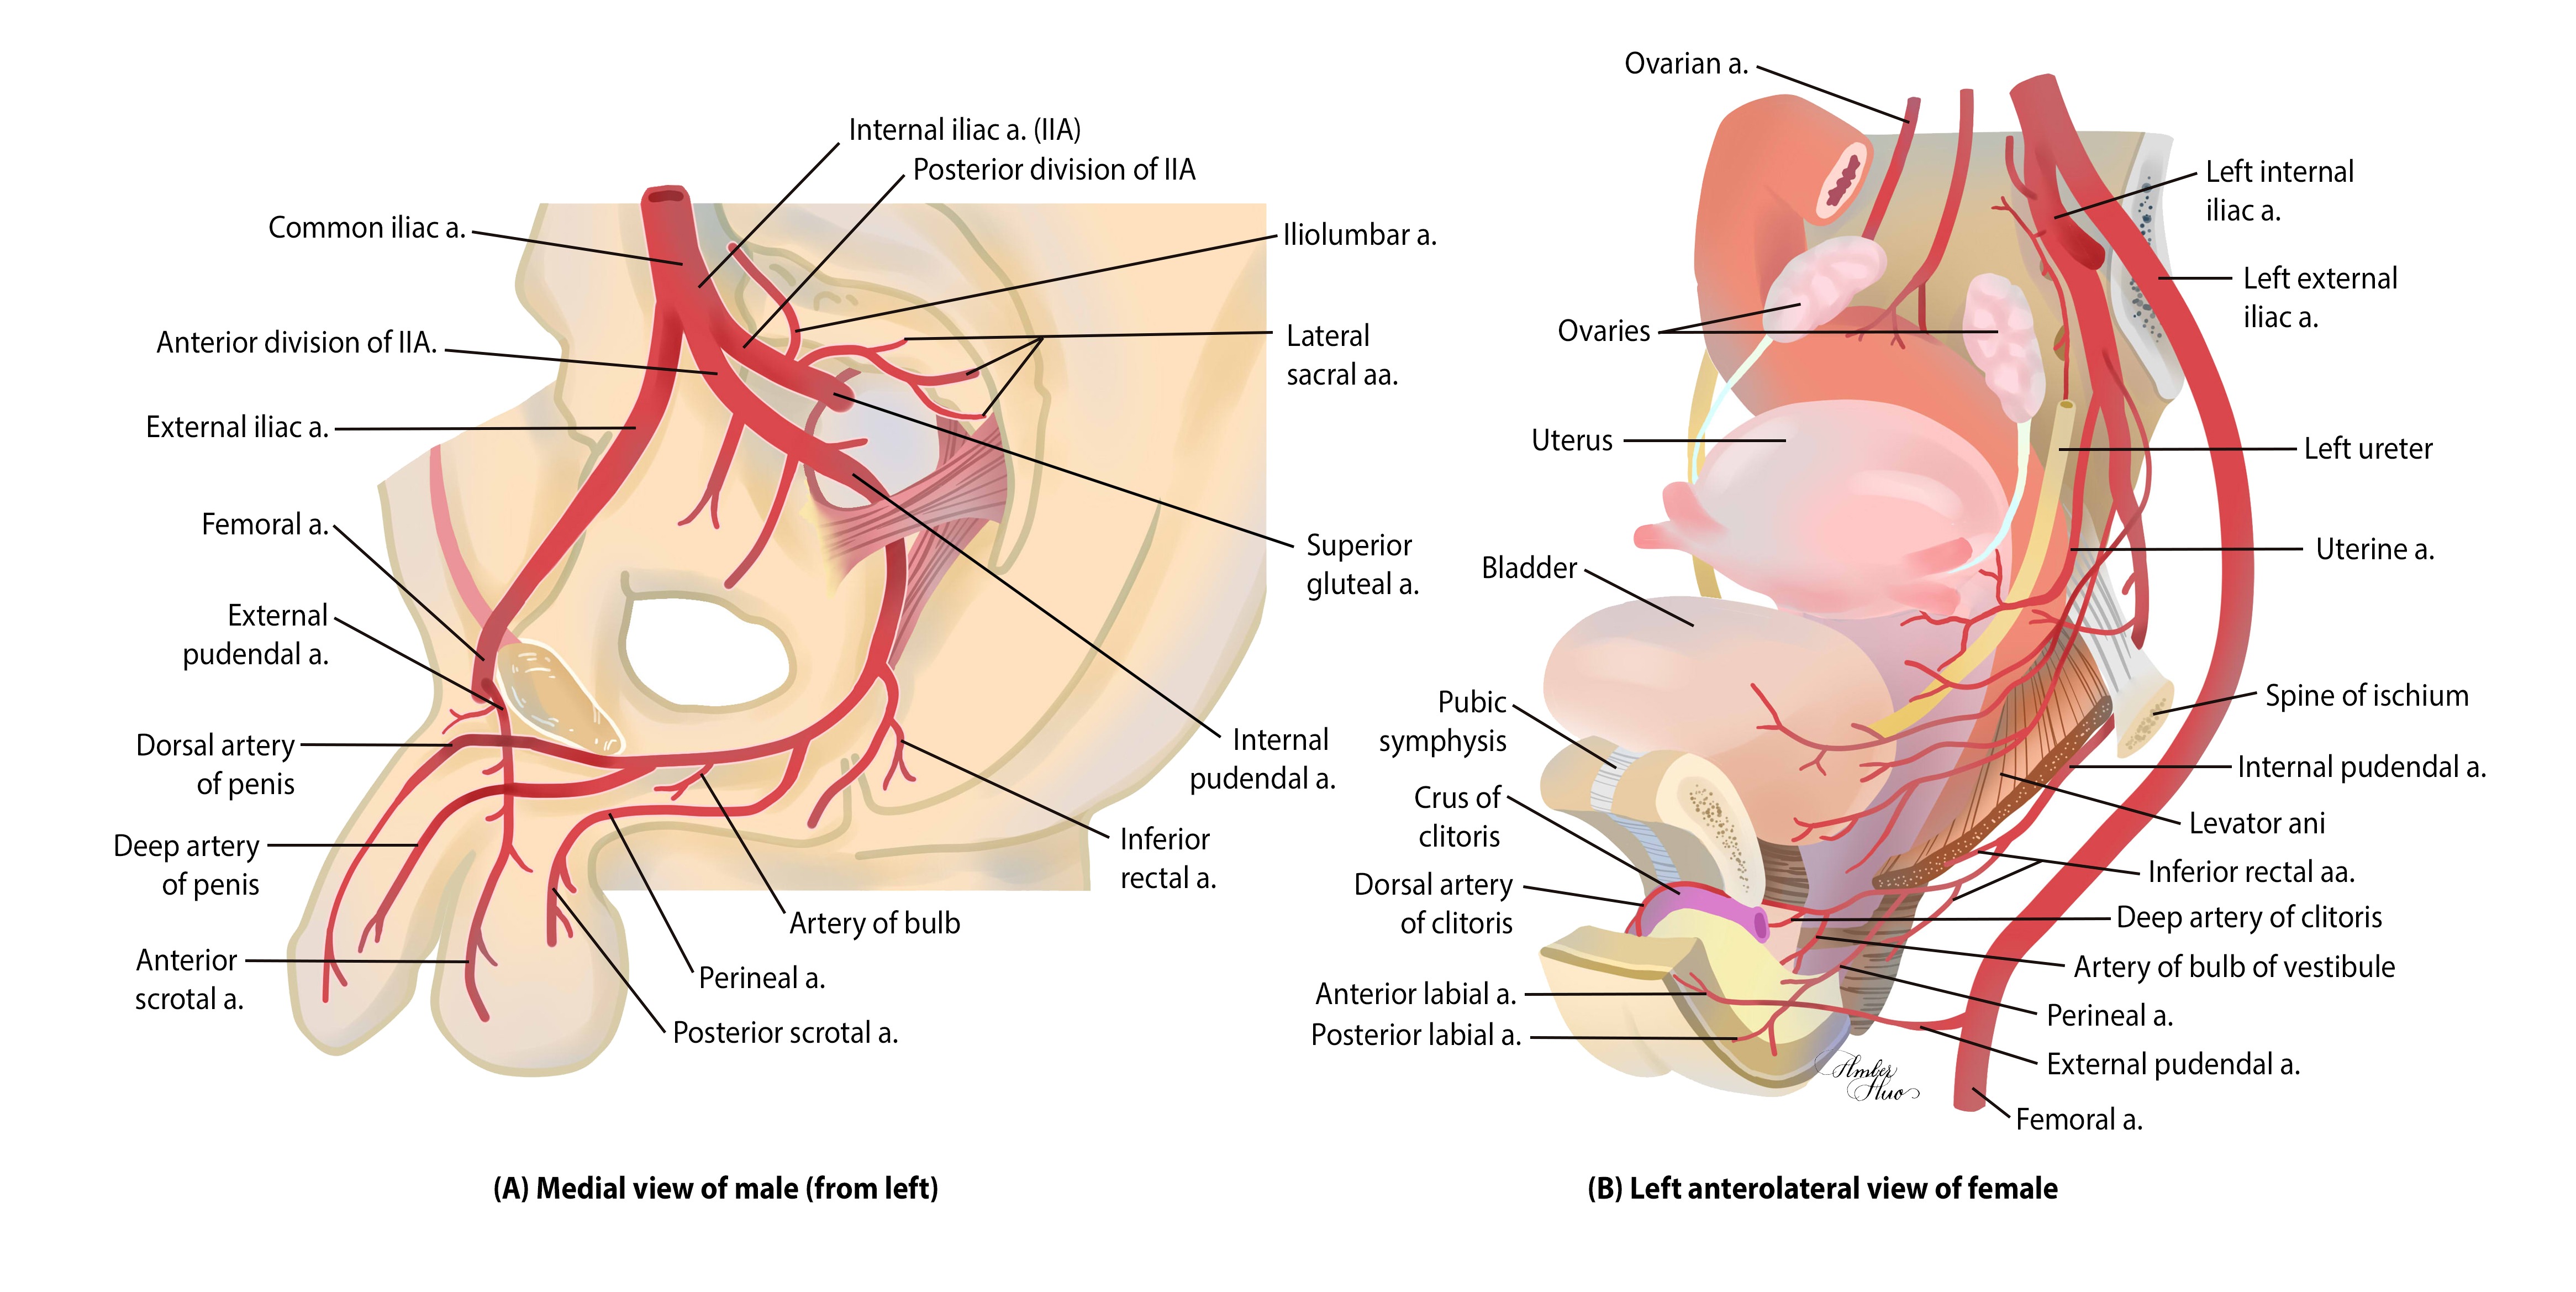 Internal iliac a. (IIA)
Posterior division of IIA
Common iliac a.
Iliolumbar a.
Anterior division of IIA.
Lateral
sacral aa.
External iliac a.
Femoral a.
Superior
gluteal a.
External
pudendal a.
Dorsal artery
of penis
Internal
pudendal a.
Deep artery
of penis
Inferior
rectal a.
Artery of bulb
Anterior
scrotal a.
Perineal a.
Posterior scrotal a.
(A) Medial view of male (from left)
Ovarian a.
Left internal
iliac a.
Left external
iliac a.
Ovaries
Uterus
Left ureter
Uterine a.
Bladder
Spine of ischium
Pubic
symphysis
Internal pudendal a.
Crus of
clitoris
Levator ani
Inferior rectal aa.
Dorsal artery
of clitoris
Deep artery of clitoris
Artery of bulb of vestibule
Anterior labial a.
Perineal a.
Posterior labial a.
External pudendal a.
Amber
Huo
Femoral a.
(B) Left anterolateral view of female